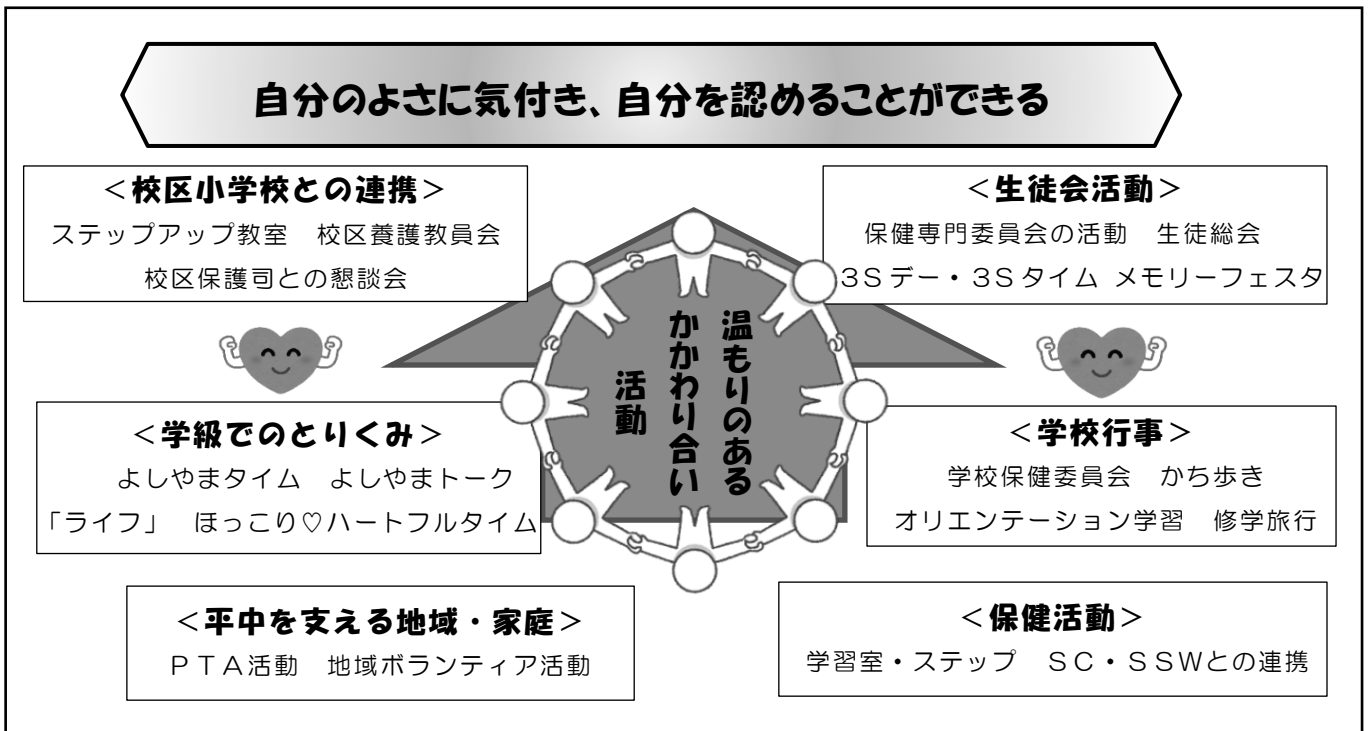 自分のよさに気付き、自分を認めることができる
＜校区小学校との連携＞
ステップアップ教室　校区養護教員会
校区保護司との懇談会
＜生徒会活動＞
保健専門委員会の活動　生徒総会
３Ｓデー・３Ｓタイム メモリーフェスタ
温もりのある
かかわり合い
活動
＜学級でのとりくみ＞
よしやまタイム　よしやまトーク
「ライフ」　ほっこり♡ハートフルタイム
＜学校行事＞
学校保健委員会　かち歩き
オリエンテーション学習　修学旅行
＜平中を支える地域・家庭＞
ＰＴＡ活動　地域ボランティア活動
＜保健活動＞
学習室・ステップ　ＳＣ・ＳＳＷとの連携